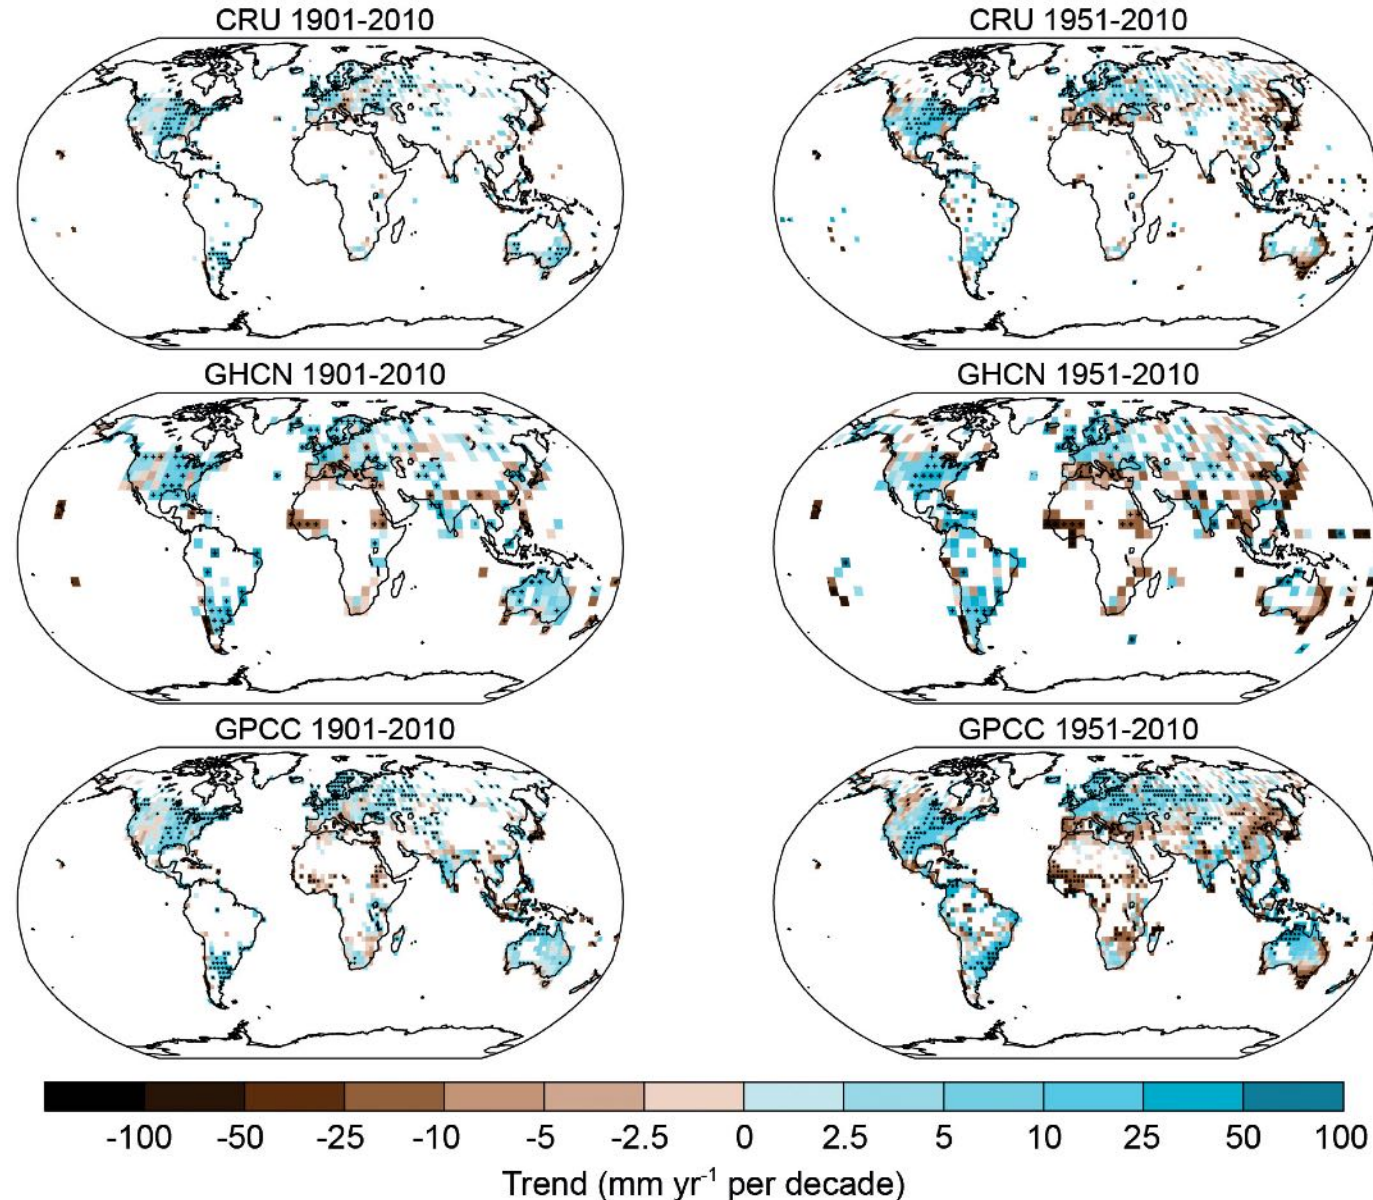 CRU 1901-2010
CRU 1951-2010
GHCN 1901-2010
GHCN 1951-2010
GPCC 1901-2010
GPCC 1951-2010
-100 -50 -25 -10 -5 -2.5 0 2.5 5 10 25 50 100
Trend (mm yr⁻¹ per decade)